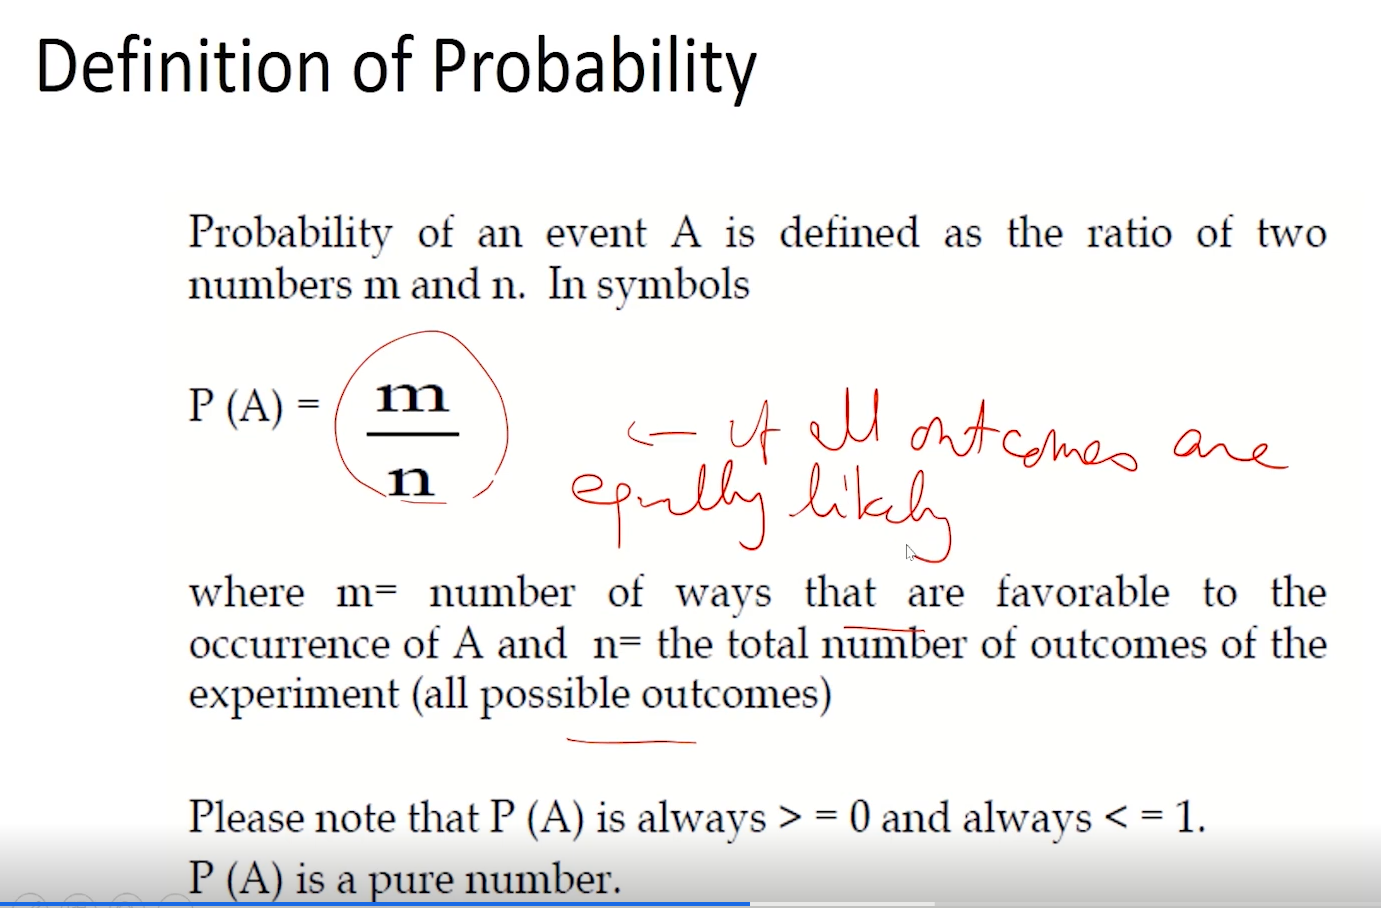 Definition of Probability
Probability of an event A is defined as the ratio of two
numbers m and n. In symbols
P (A) = m
n
← if all outcomes are
equally likely
where m= number of ways that are favorable to the
occurrence of A and n= the total number of outcomes of the
experiment (all possible outcomes)
Please note that P (A) is always > = 0 and always < = 1.
P (A) is a pure number.